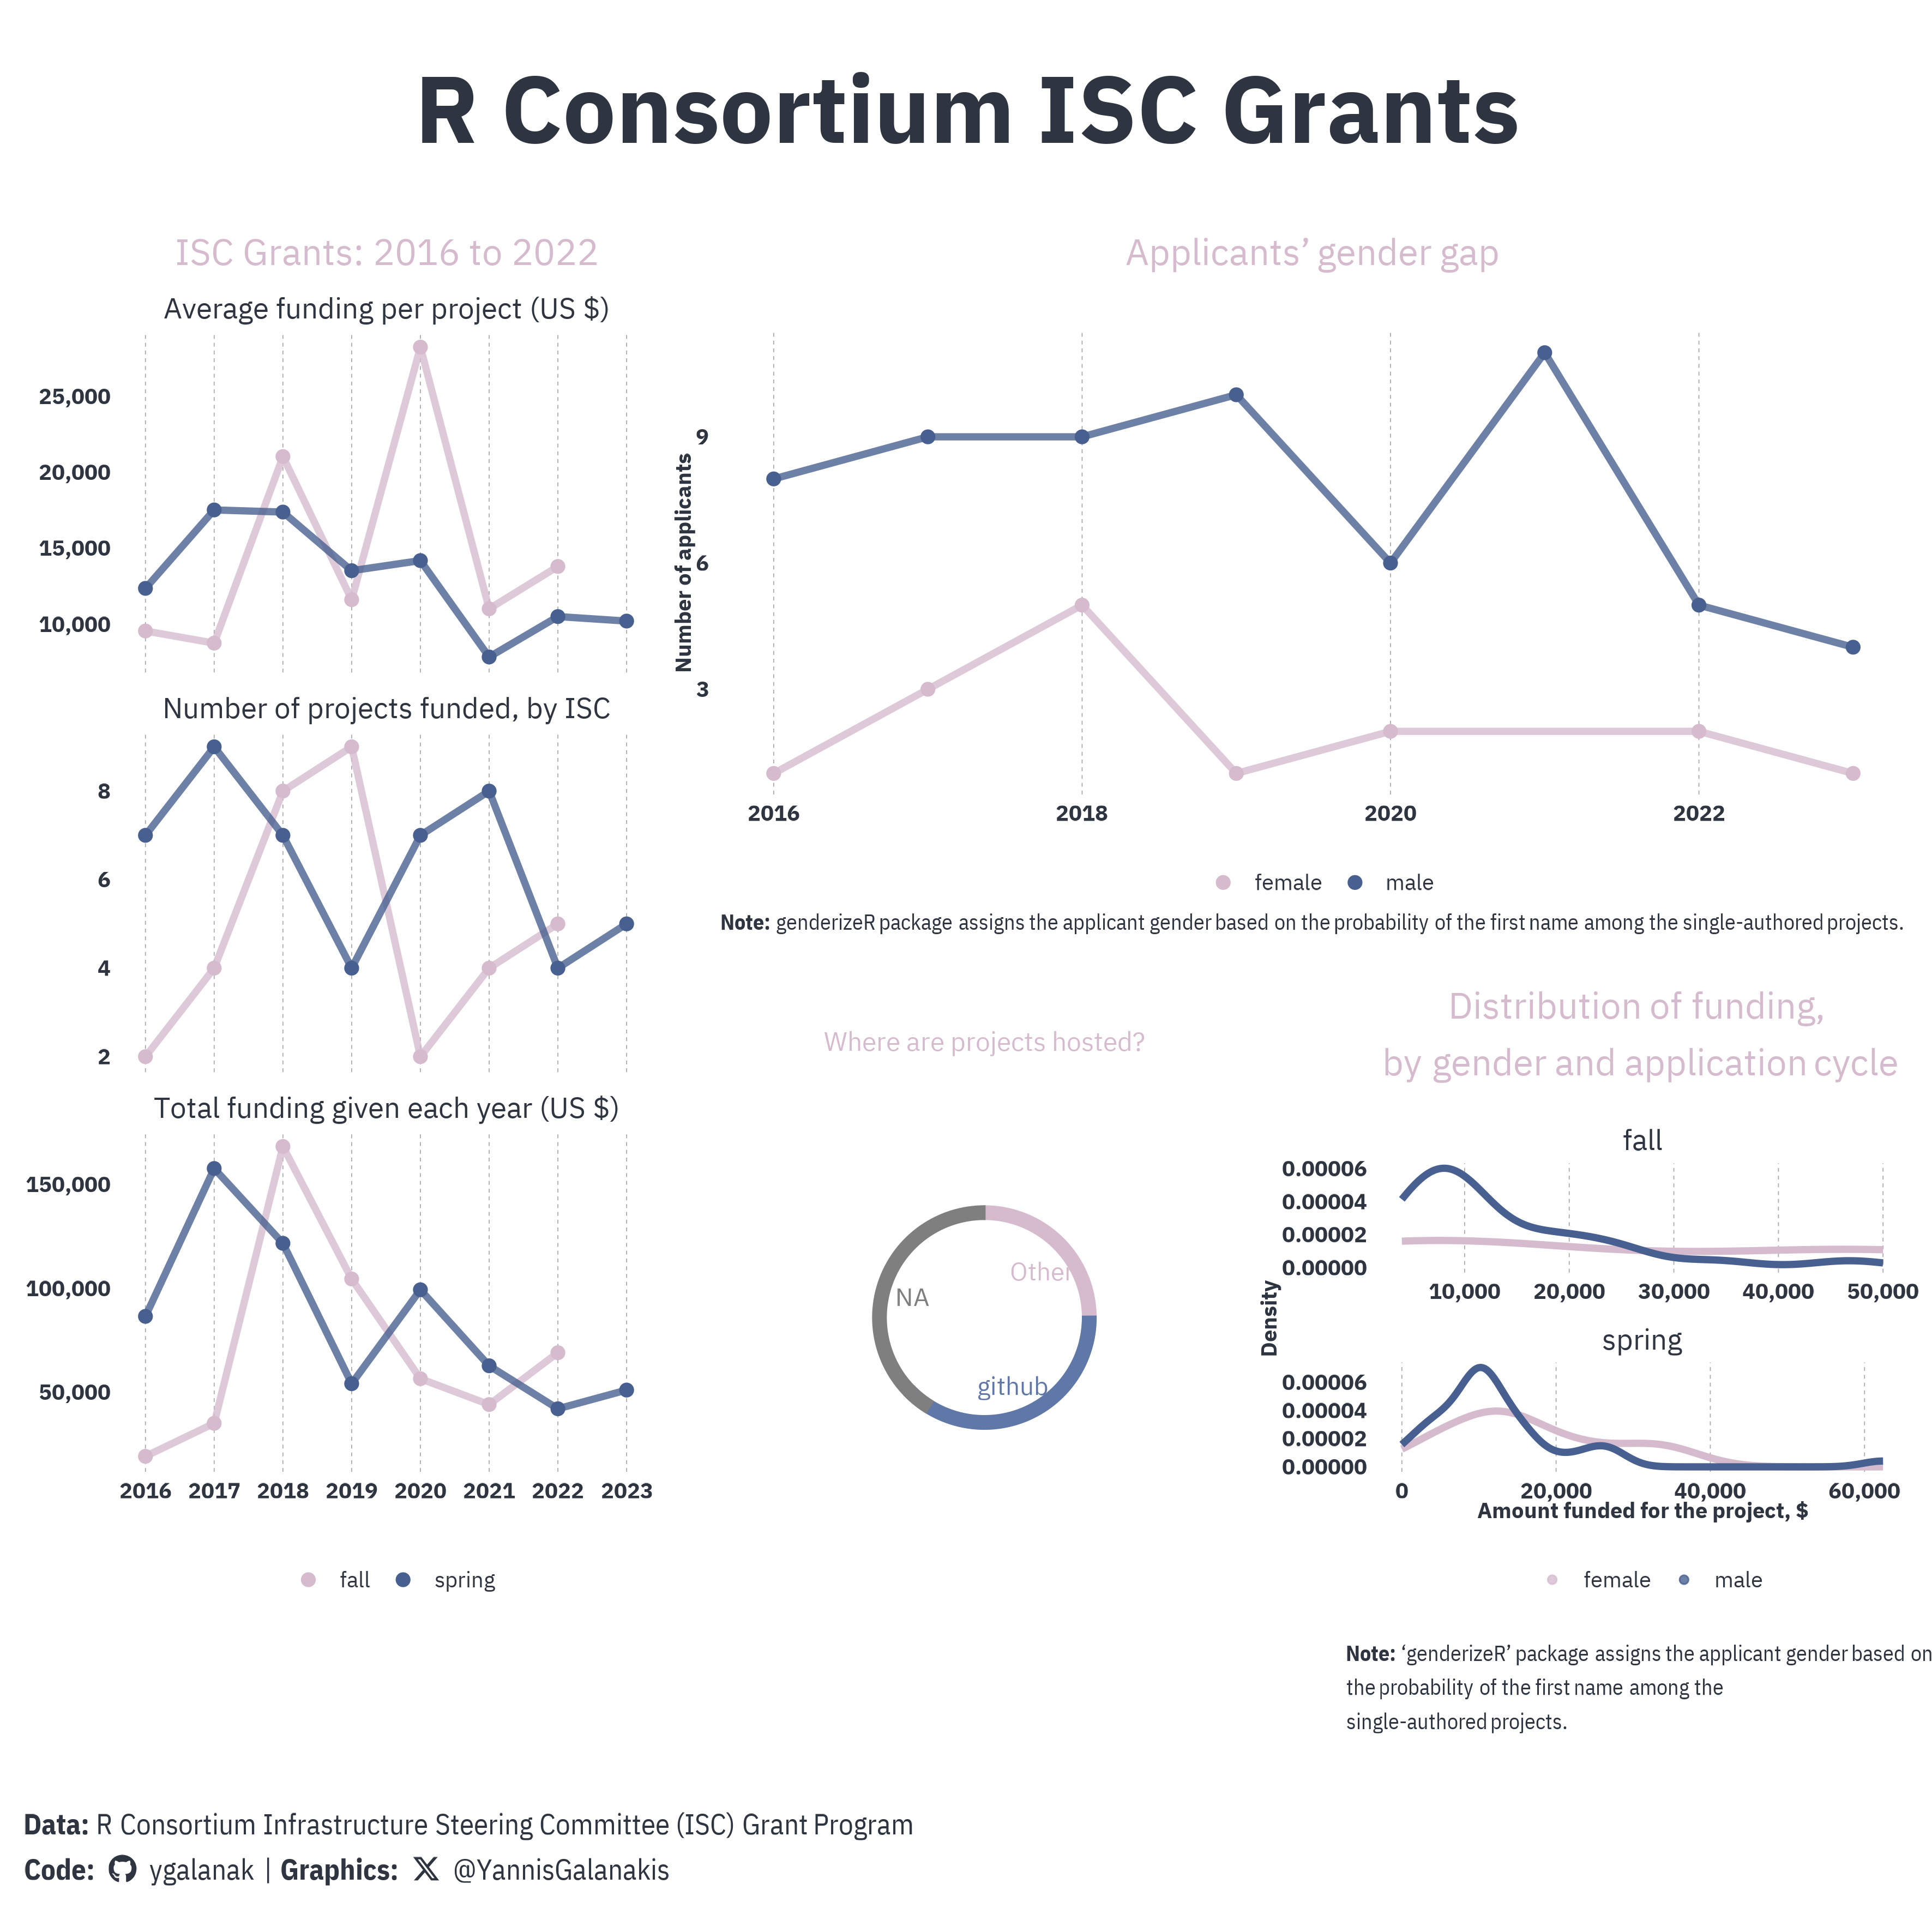 R Consortium ISC Grants
ISC Grants: 2016 to 2022
Average funding per project (US $)
25,000
20,000
15,000
10,000
Number of projects funded, by ISC
8
6
4
2
Total funding given each year (US $)
150,000
100,000
50,000
2016 2017 2018 2019 2020 2021 2022 2023
fall spring
Applicants’ gender gap
Number of applicants
9
6
3
2016 2018 2020 2022
female male
Note: genderizeR package assigns the applicant gender based on the probability of the first name among the single-authored projects.
Where are projects hosted?
Other
NA
github
Distribution of funding,
by gender and application cycle
Density
fall
0.00006
0.00004
0.00002
0.00000
10,000 20,000 30,000 40,000 50,000
spring
0.00006
0.00004
0.00002
0.00000
0 20,000 40,000 60,000
Amount funded for the project, $
female male
Note: ‘genderizeR’ package assigns the applicant gender based on
the probability of the first name among the
single-authored projects.
Data: R Consortium Infrastructure Steering Committee (ISC) Grant Program
Code: ygalanak | Graphics: @YannisGalanakis